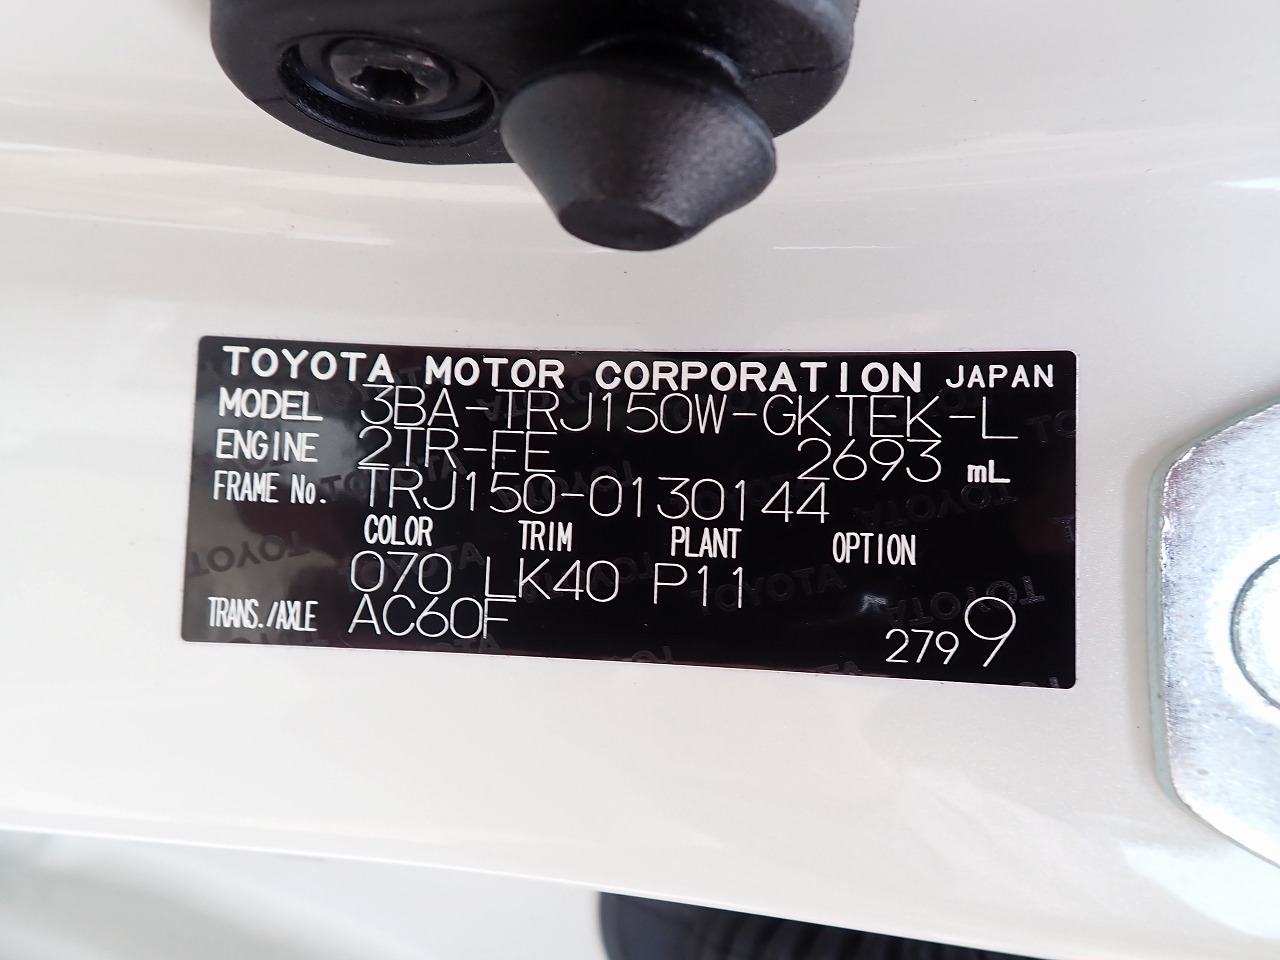 TOYOTA MOTOR CORPORATION JAPAN
MODEL 3BA-TRJ150W-GKTEK-L
ENGINE 2TR-FE 2693 mL
FRAME No. TRJ150-0130144
COLOR TRIM PLANT OPTION
070 LK40 P11
TRANS./AXLE AC60F
2799